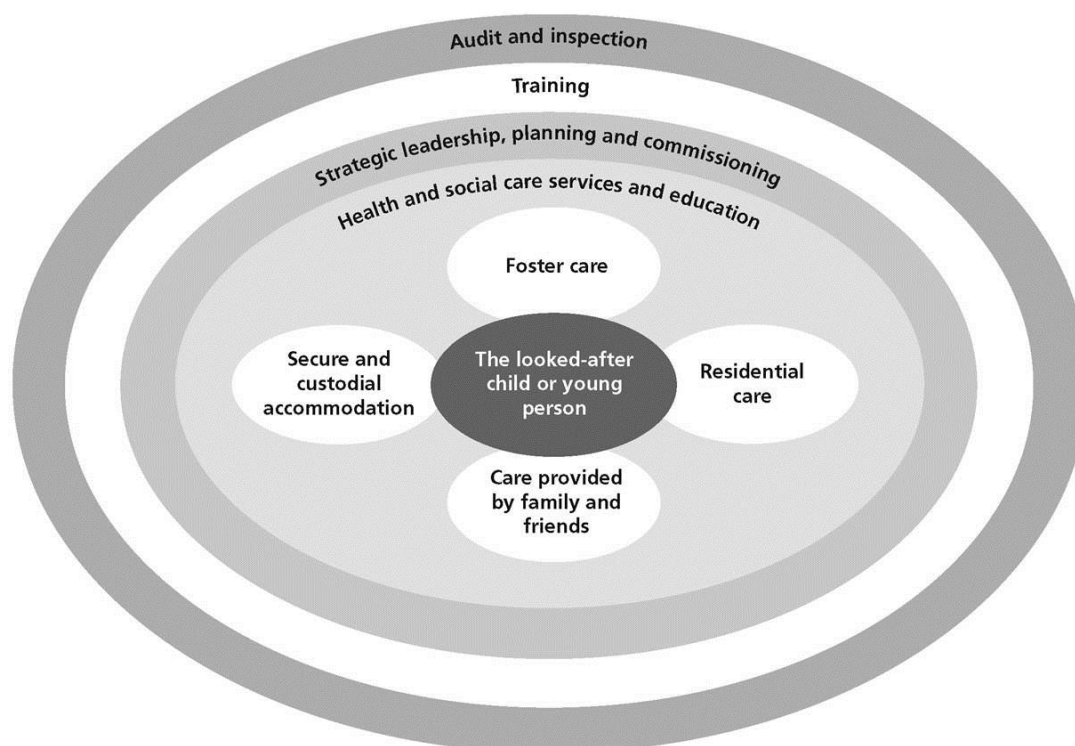 Audit and inspection
Training
Strategic leadership, planning and commissioning
Health and social care services and education
Foster care
Secure and
custodial
accommodation
The looked-after
child or young
person
Residential
care
Care provided
by family and
friends